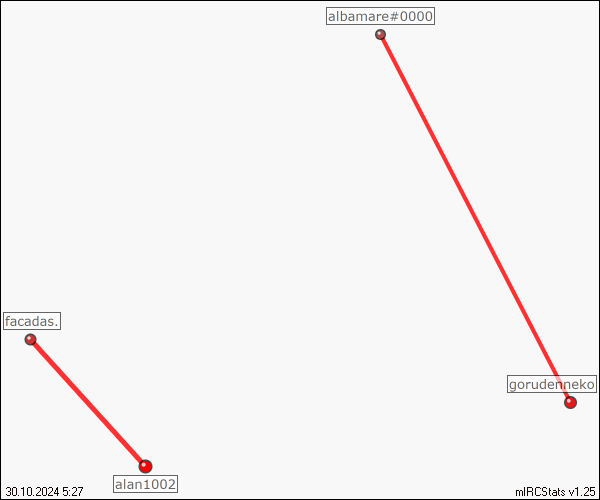 albamare#0000
facadas.
gorudenneko
alan1002
30.10.2024 5:27
mIRCStats v1.25